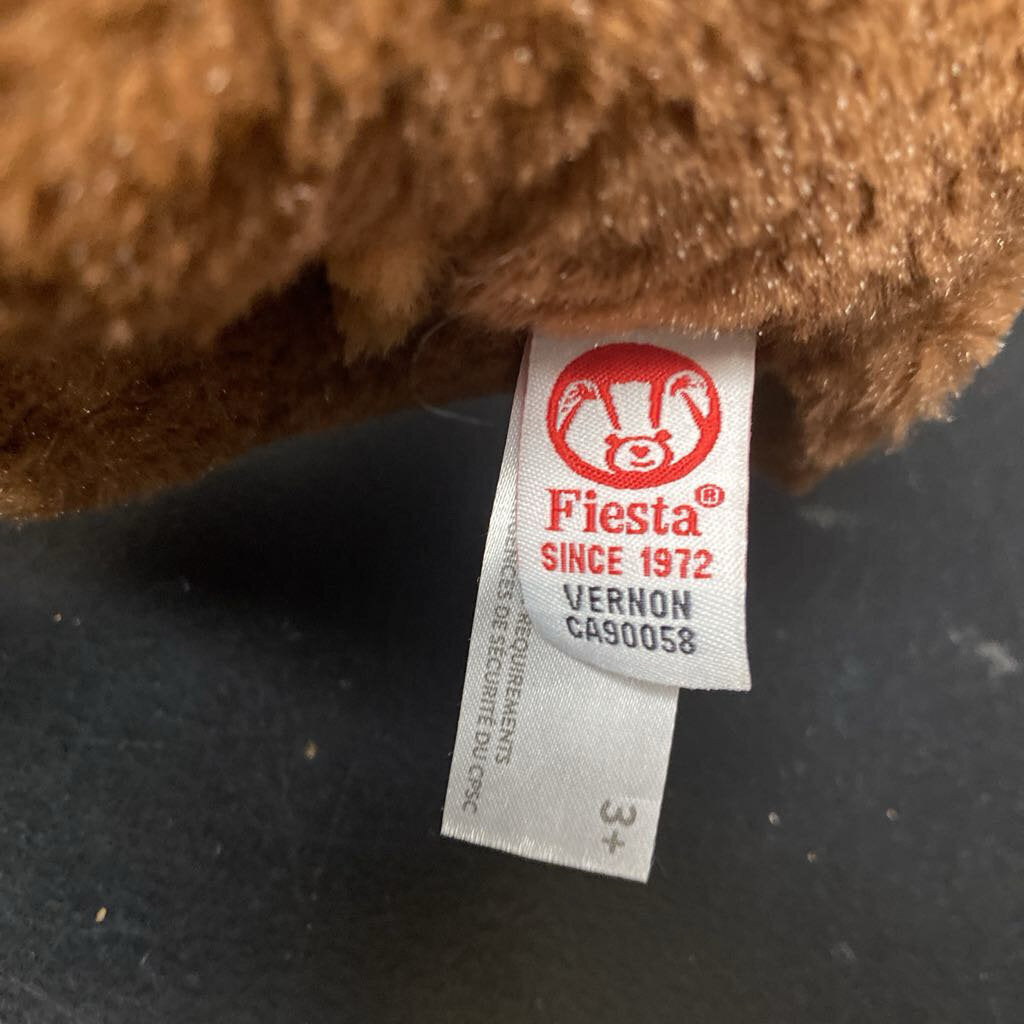 Fiesta®
SINCE 1972
VERNON
CA90058
REQUIREMENTS
DE SÉCURITÉ DU CPSC
3+